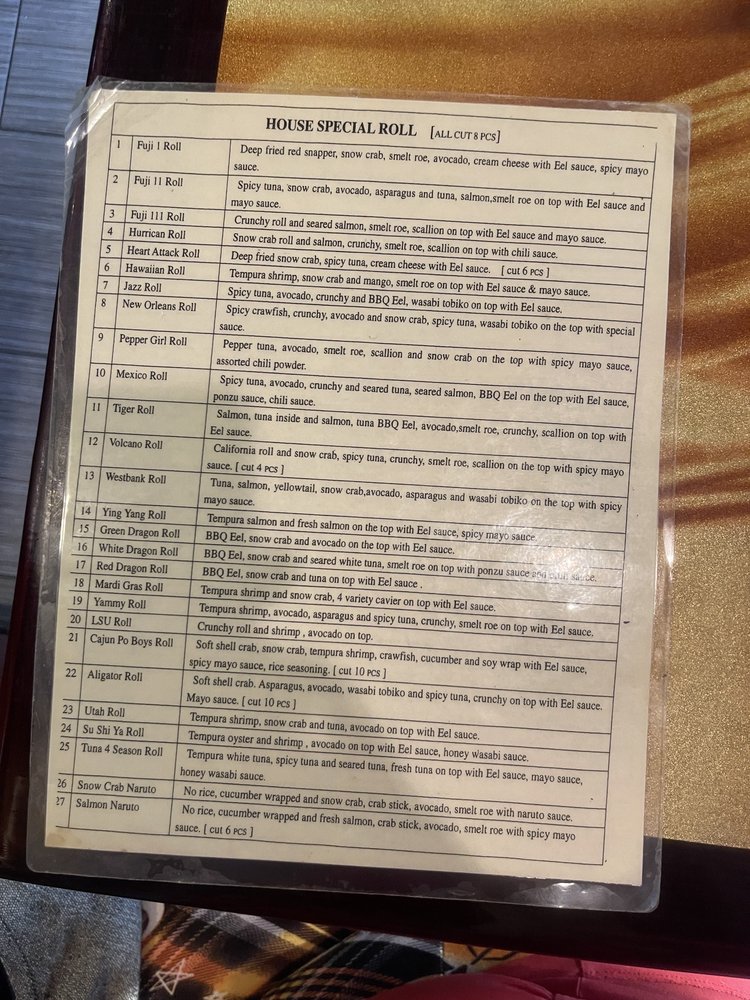 HOUSE SPECIAL ROLL [ALL CUT 8 PCS]
1 Fuji 1 Roll Deep fried red snapper, snow crab, smelt roe, avocado, cream cheese with Eel sauce, spicy mayo
sauce.
2 Fuji 11 Roll Spicy tuna, snow crab, avocado, asparagus and tuna, salmon,smelt roe on top with Eel sauce and
mayo sauce.
3 Fuji 111 Roll Crunchy roll and seared salmon, smelt roe, scallion on top with Eel sauce and mayo sauce.
4 Hurrican Roll Snow crab roll and salmon, crunchy, smelt roe, scallion on top with chili sauce.
5 Heart Attack Roll Deep fried snow crab, spicy tuna, cream cheese with Eel sauce. [ cut 6 PCS ]
6 Hawaiian Roll Tempura shrimp, snow crab and mango, smelt roe on top with Eel sauce & mayo sauce.
7 Jazz Roll Spicy tuna, avocado, crunchy and BBQ Eel, wasabi tobiko on top with Eel sauce.
8 New Orleans Roll Spicy crawfish, crunchy, avocado and snow crab, spicy tuna, wasabi tobiko on the top with special
sauce.
9 Pepper Girl Roll Pepper tuna, avocado, smelt roe, scallion and snow crab on the top with spicy mayo sauce,
assorted chili powder.
10 Mexico Roll Spicy tuna, avocado, crunchy and seared tuna, seared salmon, BBQ Eel on the top with Eel sauce,
ponzu sauce, chili sauce.
11 Tiger Roll Salmon, tuna inside and salmon, tuna BBQ Eel, avocado,smelt roe, crunchy, scallion on top with
Eel sauce.
12 Volcano Roll California roll and snow crab, spicy tuna, crunchy, smelt roe, scallion on the top with spicy mayo
sauce. [ cut 4 PCS ]
13 Westbank Roll Tuna, salmon, yellowtail, snow crab,avocado, asparagus and wasabi tobiko on the top with spicy
mayo sauce.
14 Ying Yang Roll Tempura salmon and fresh salmon on the top with Eel sauce, spicy mayo sauce.
15 Green Dragon Roll BBQ Eel, snow crab and avocado on the top with Eel sauce.
16 White Dragon Roll BBQ Eel, snow crab and seared white tuna, smelt roe on top with ponzu sauce and chili sauce.
17 Red Dragon Roll BBQ Eel, snow crab and tuna on top with Eel sauce .
18 Mardi Gras Roll Tempura shrimp and snow crab, 4 variety cavier on top with Eel sauce.
19 Yammy Roll Tempura shrimp, avocado, asparagus and spicy tuna, crunchy, smelt roe on top with Eel sauce.
20 LSU Roll Crunchy roll and shrimp , avocado on top.
21 Cajun Po Boys Roll Soft shell crab, snow crab, tempura shrimp, crawfish, cucumber and soy wrap with Eel sauce,
spicy mayo sauce, rice seasoning. [ cut 10 PCS ]
22 Aligator Roll Soft shell crab. Asparagus, avocado, wasabi tobiko and spicy tuna, crunchy on top with Eel sauce.
Mayo sauce. [ cut 10 PCS ]
23 Utah Roll Tempura shrimp, snow crab and tuna, avocado on top with Eel sauce.
24 Su Shi Ya Roll Tempura oyster and shrimp , avocado on top with Eel sauce, honey wasabi sauce.
25 Tuna 4 Season Roll Tempura white tuna, spicy tuna and seared tuna, fresh tuna on top with Eel sauce, mayo sauce,
honey wasabi sauce.
26 Snow Crab Naruto No rice, cucumber wrapped and snow crab, crab stick, avocado, smelt roe with naruto sauce.
27 Salmon Naruto No rice, cucumber wrapped and fresh salmon, crab stick, avocado, smelt roe with spicy mayo
sauce. [ cut 6 PCS ]